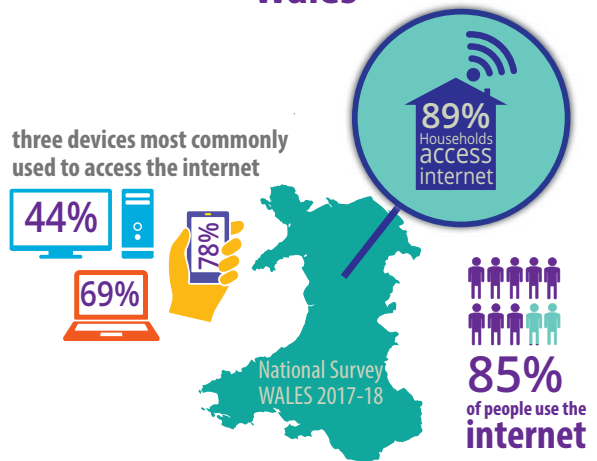 Wales
89%
Households
access
internet
three devices most commonly
used to access the internet
44%
78%
69%
National Survey
WALES 2017-18
85%
of people use the
internet